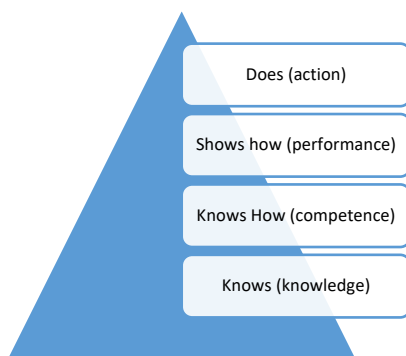 Does (action)
Shows how (performance)
Knows How (competence)
Knows (knowledge)